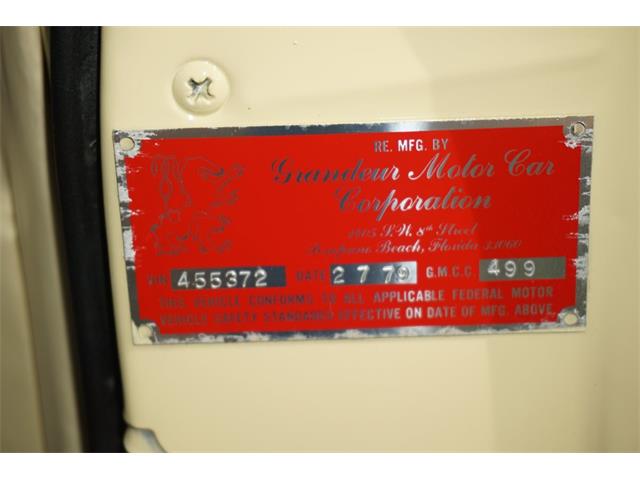 RE. MFG. BY
Grandeur Motor Car
Corporation
S.W. 8th Street
Pompano Beach, Florida 33060
VIN 455372 DATE 2 7 79 G.M.C.C. 499
THIS VEHICLE CONFORMS TO ALL APPLICABLE FEDERAL MOTOR
VEHICLE SAFETY STANDARDS EFFECTIVE ON DATE OF MFG. ABOVE.